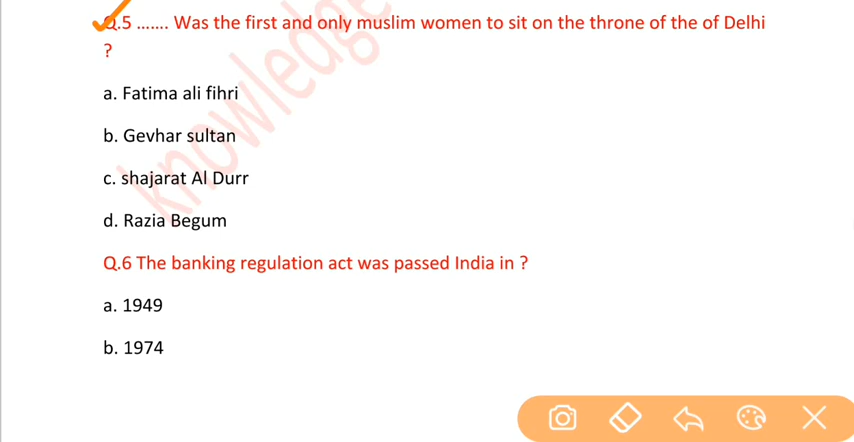 Q.5 ....... Was the first and only muslim women to sit on the throne of the of Delhi
?
a. Fatima ali fihri
b. Gevhar sultan
c. shajarat Al Durr
d. Razia Begum
Q.6 The banking regulation act was passed India in ?
a. 1949
b. 1974
knowledge